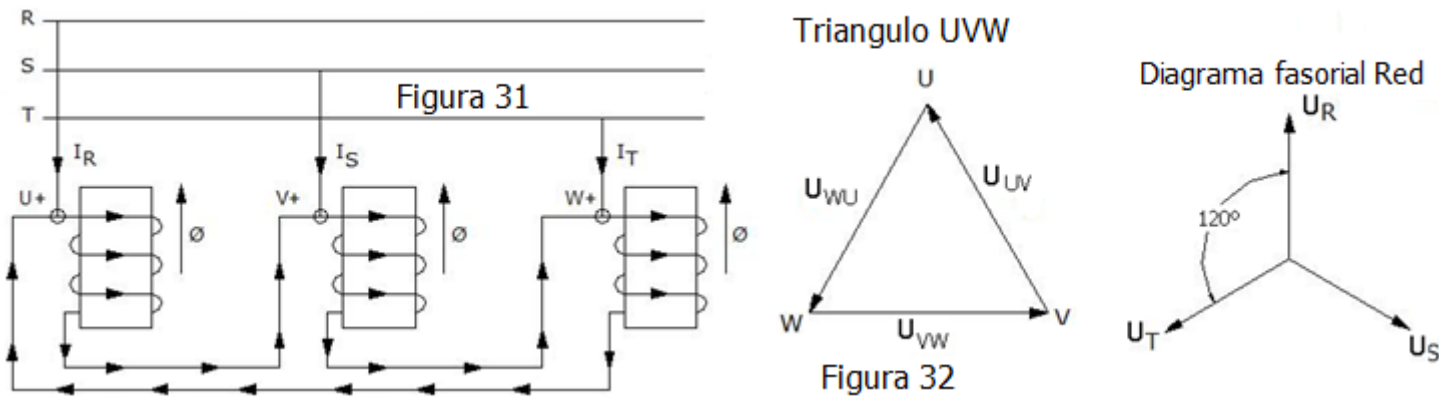 R
S
T
Figura 31
I_R
I_S
I_T
U+
V+
W+
Ø
Ø
Ø
Triangulo UVW
U
U_WU
U_UV
W
V
U_VW
Figura 32
Diagrama fasorial Red
U_R
120º
U_T
U_S